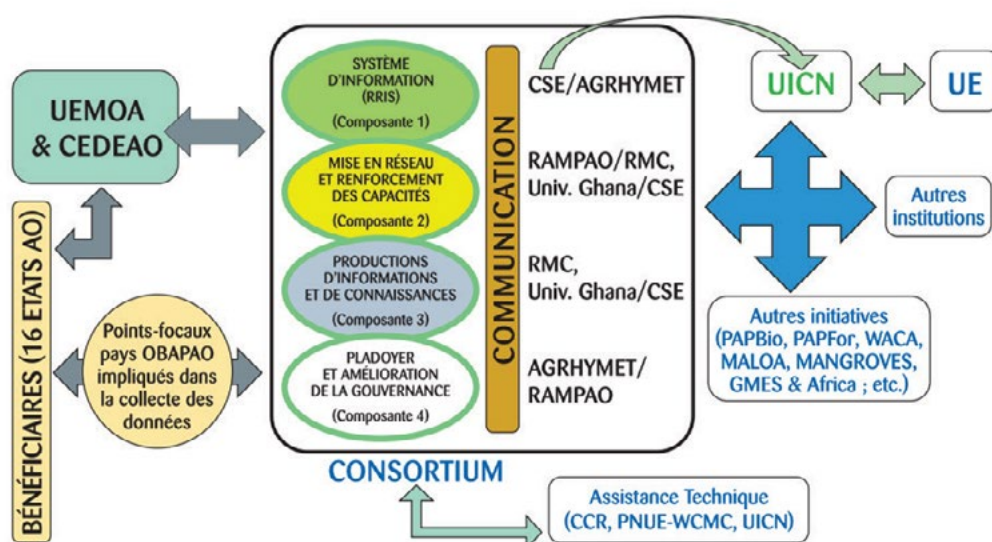 UEMOA
& CEDEAO
BÉNÉFICIAIRES (16 ETATS AO)
Points-focaux
pays OBAPAO
impliqués dans
la collecte des
données
SYSTÈME
D'INFORMATION
(RRIS)
(Composante 1)
MISE EN RÉSEAU
ET RENFORCEMENT
DES CAPACITÉS
(Composante 2)
PRODUCTIONS
D'INFORMATIONS
ET DE CONNAISSANCES
(Composante 3)
PLADOYER
ET AMÉLIORATION
DE LA GOUVERNANCE
(Composante 4)
COMMUNICATION
CSE/AGRHYMET
RAMPAO/RMC,
Univ. Ghana/CSE
RMC,
Univ. Ghana/CSE
AGRHYMET/
RAMPAO
CONSORTIUM
UICN
UE
Autres
institutions
Autres initiatives
(PAPBio, PAPFor, WACA,
MALOA, MANGROVES,
GMES & Africa ; etc.)
Assistance Technique
(CCR, PNUE-WCMC, UICN)